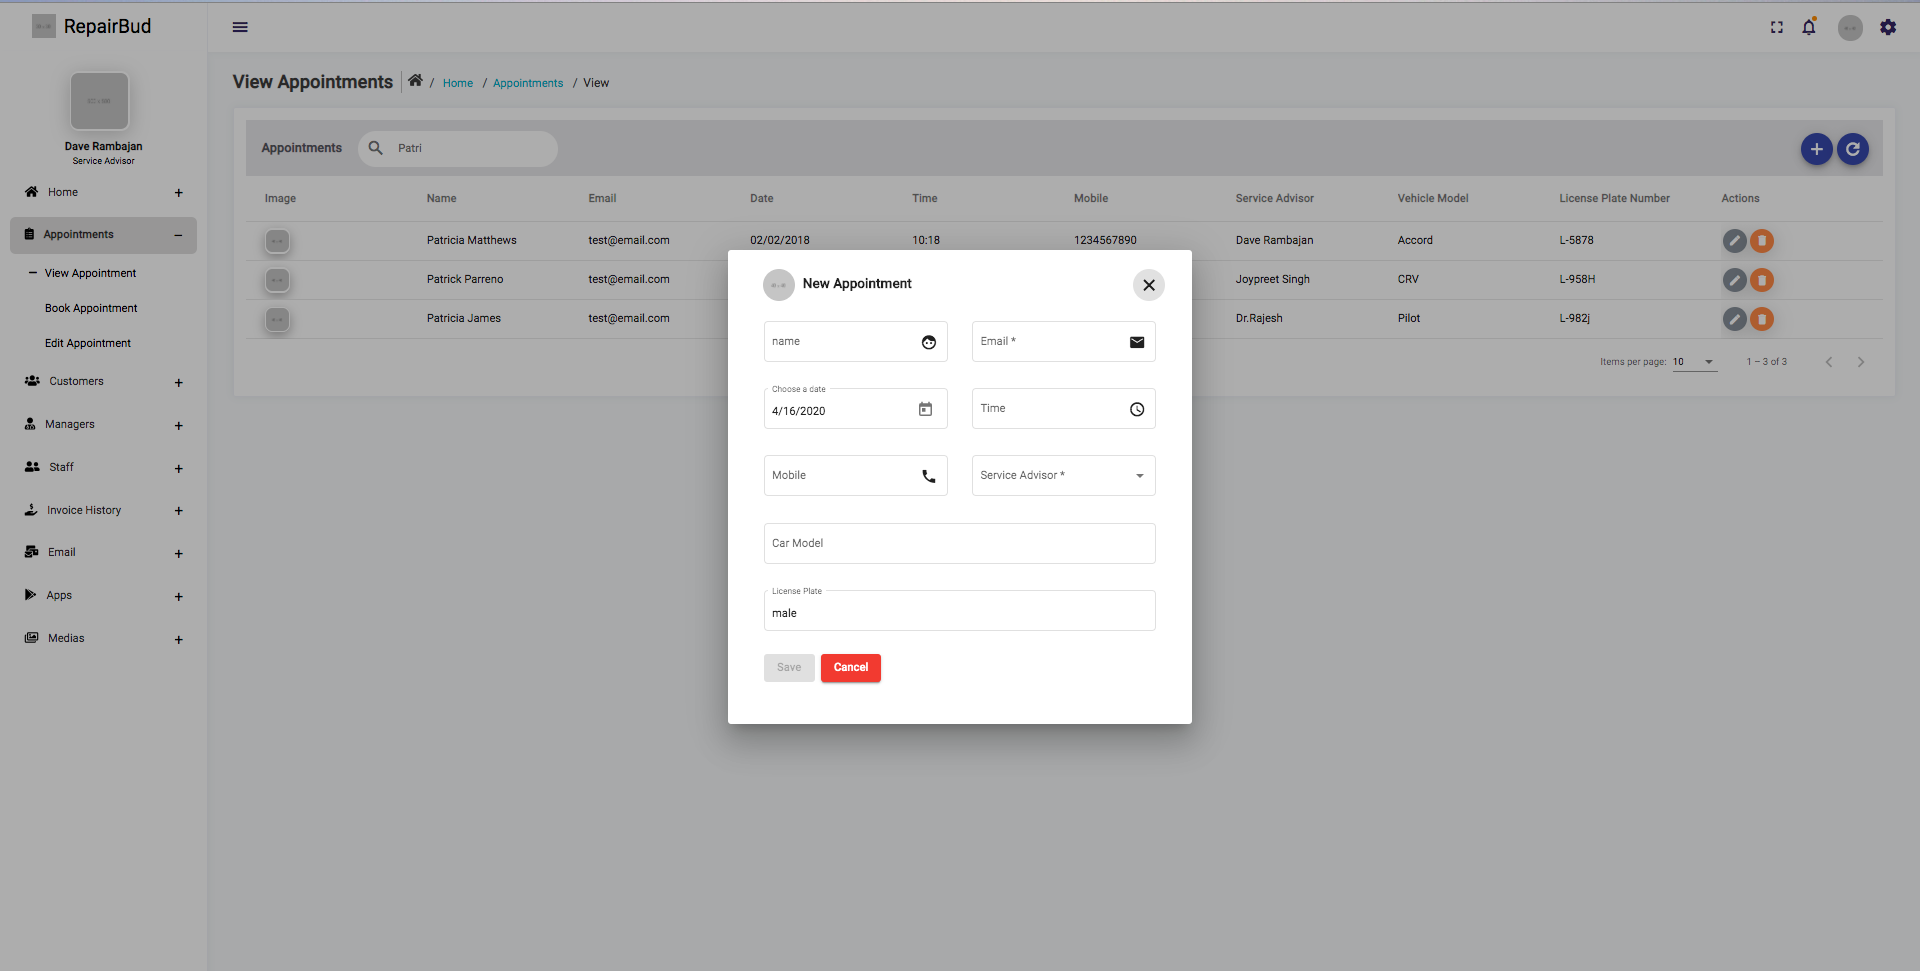 RepairBud
View Appointments / Home / Appointments / View
Dave Rambajan
Service Advisor
Home +
Appointments −
− View Appointment
Book Appointment
Edit Appointment
Customers +
Managers +
Staff +
Invoice History +
Email +
Apps +
Medias +
Appointments Patri
Image Name Email Date Time Mobile Service Advisor Vehicle Model License Plate Number Actions
Patricia Matthews test@email.com 02/02/2018 10:18 1234567890 Dave Rambajan Accord L-5878
Patrick Parreno test@email.com Joypreet Singh CRV L-958H
Patricia James test@email.com Dr.Rajesh Pilot L-982j
Items per page: 10 1 – 3 of 3
New Appointment
name Email *
Choose a date
4/16/2020 Time
Mobile Service Advisor *
Car Model
License Plate
male
Save Cancel